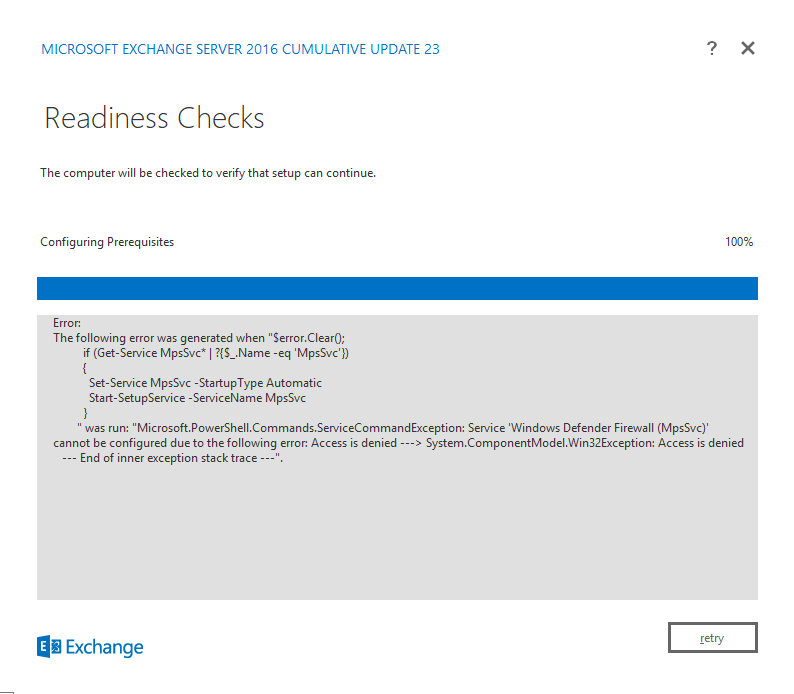 MICROSOFT EXCHANGE SERVER 2016 CUMULATIVE UPDATE 23
?
Readiness Checks
The computer will be checked to verify that setup can continue.
Configuring Prerequisites 100%
Error:
The following error was generated when "$error.Clear();
if (Get-Service MpsSvc* | ?{$_.Name -eq 'MpsSvc'})
{
Set-Service MpsSvc -StartupType Automatic
Start-SetupService -ServiceName MpsSvc
}
" was run: "Microsoft.PowerShell.Commands.ServiceCommandException: Service 'Windows Defender Firewall (MpsSvc)'
cannot be configured due to the following error: Access is denied ---> System.ComponentModel.Win32Exception: Access is denied
--- End of inner exception stack trace ---".
Exchange
retry